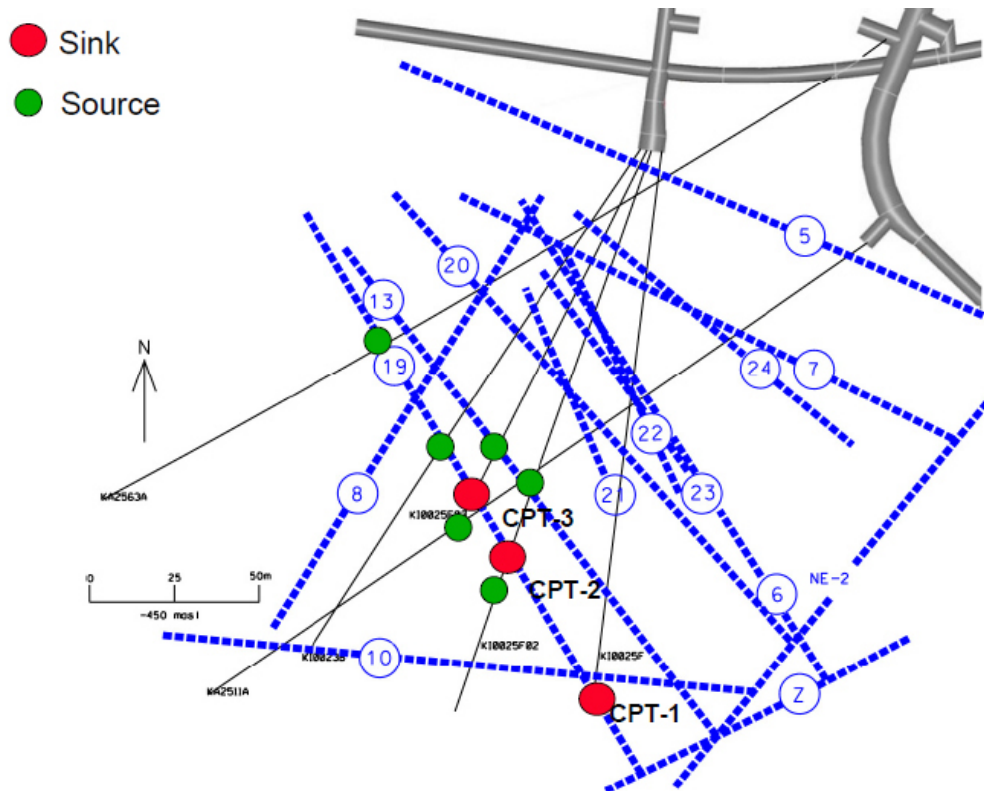 Sink
Source
5
20
13
N
24
7
19
22
8
21
23
KA2563A
CPT-3
0
25
50m
CPT-2
NE-2
6
-450 masl
KI0025F02
KI0023B
10
KI0025F
KA2511A
Z
CPT-1